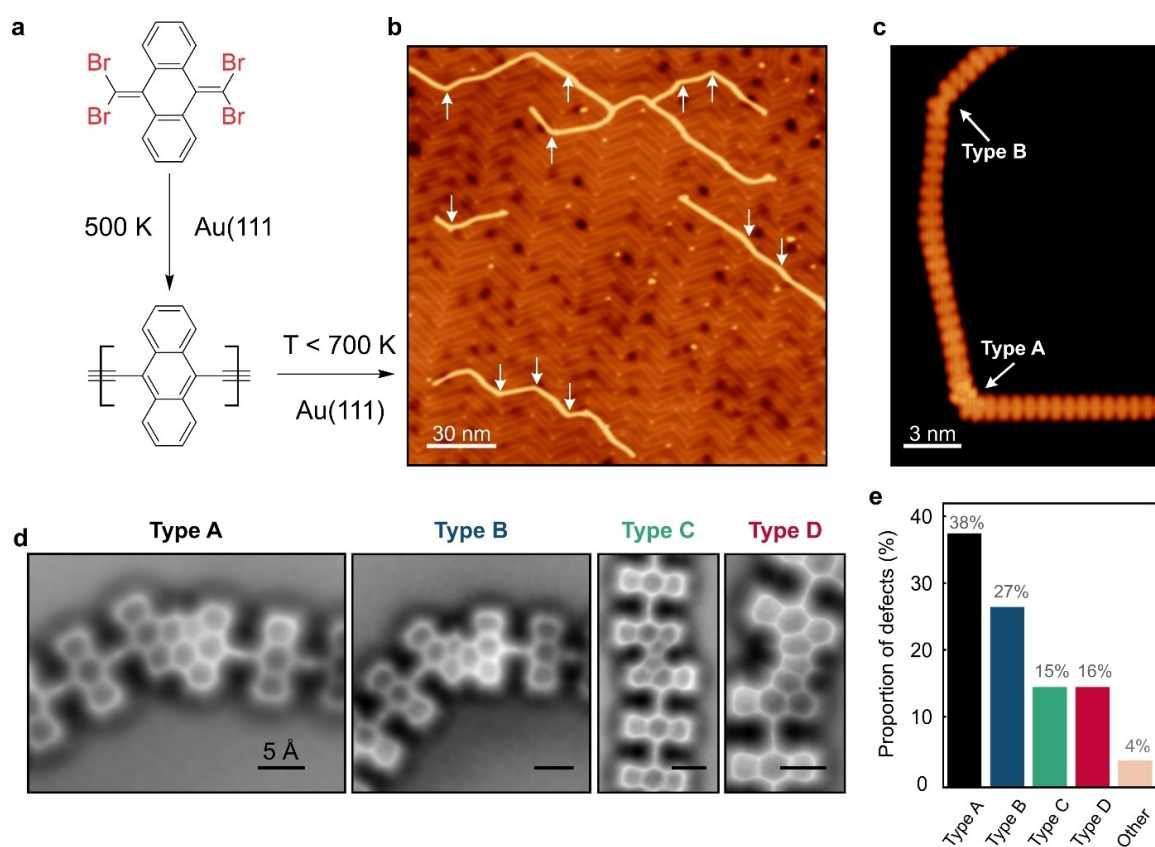 a
Br
Br
Br
Br
500 K
Au(111
T < 700 K
Au(111)
b
30 nm
c
Type B
Type A
3 nm
d
Type A
Type B
Type C
Type D
5 Å
e
Proportion of defects (%)
40
30
20
10
0
38%
27%
15%
16%
4%
Type A
Type B
Type C
Type D
Other